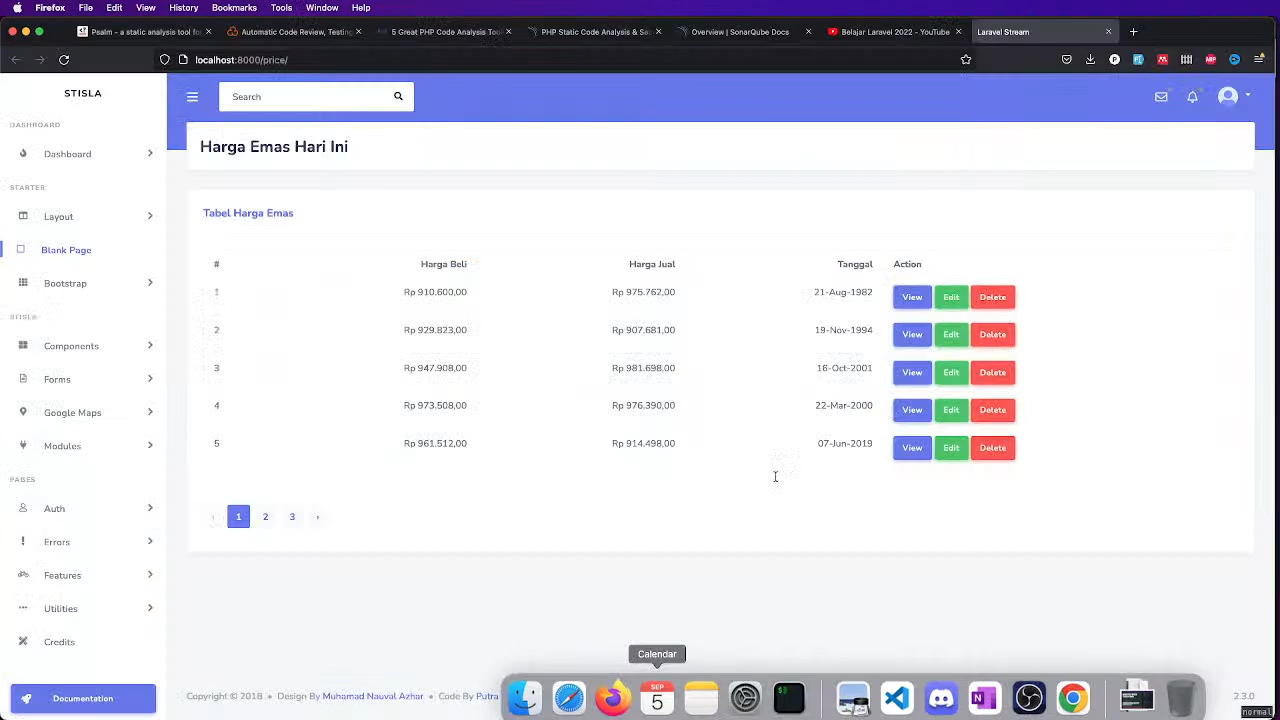 Firefox File Edit View History Bookmarks Tools Window Help
Psalm - a static analysis tool fo
Automatic Code Review, Testing
5 Great PHP Code Analysis Too
PHP Static Code Analysis & Se
Overview | SonarQube Docs
Belajar Laravel 2022 - YouTube
Laravel Stream
localhost:8000/price/
STISLA
Search
DASHBOARD
Dashboard
STARTER
Layout
Blank Page
Bootstrap
STISLA
Components
Forms
Google Maps
Modules
PAGES
Auth
Errors
Features
Utilities
Credits
Documentation
Harga Emas Hari Ini
Tabel Harga Emas
# Harga Beli Harga Jual Tanggal Action
1 Rp 910.600,00 Rp 975.762,00 21-Aug-1982 View Edit Delete
2 Rp 929.823,00 Rp 907.681,00 19-Nov-1994 View Edit Delete
3 Rp 947.908,00 Rp 981.698,00 16-Oct-2001 View Edit Delete
4 Rp 973.508,00 Rp 976.390,00 22-Mar-2000 View Edit Delete
5 Rp 961.512,00 Rp 914.498,00 07-Jun-2019 View Edit Delete
‹ 1 2 3 ›
Calendar
Copyright © 2018 • Design By Muhamad Nauval Azhar • Code By Putra
2.3.0
SEP
5
normal